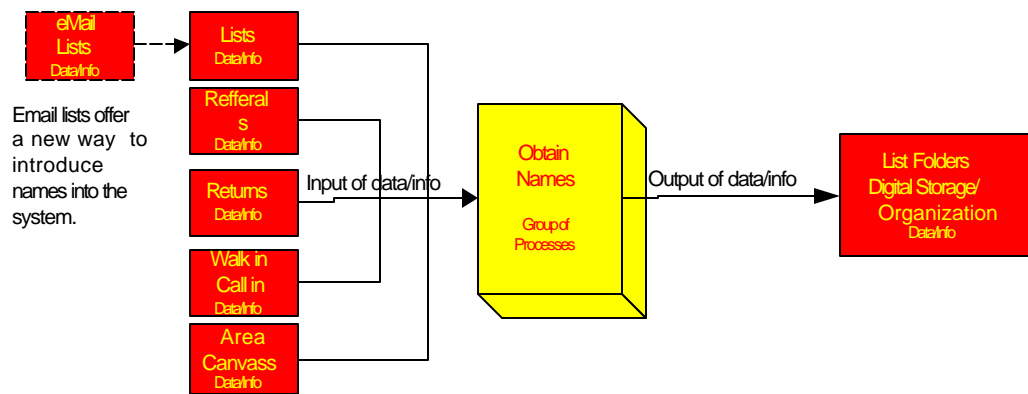 eMail
Lists
Data/Info
Email lists offer
a new way to
introduce
names into the
system.
Lists
Data/Info
Refferal
s
Data/Info
Returns
Data/Info
Walk in
Call in
Data/Info
Area
Canvass
Data/Info
Input of data/info
Obtain
Names
Group of
Processes
Output of data/info
List Folders
Digital Storage/
Organization
Data/Info